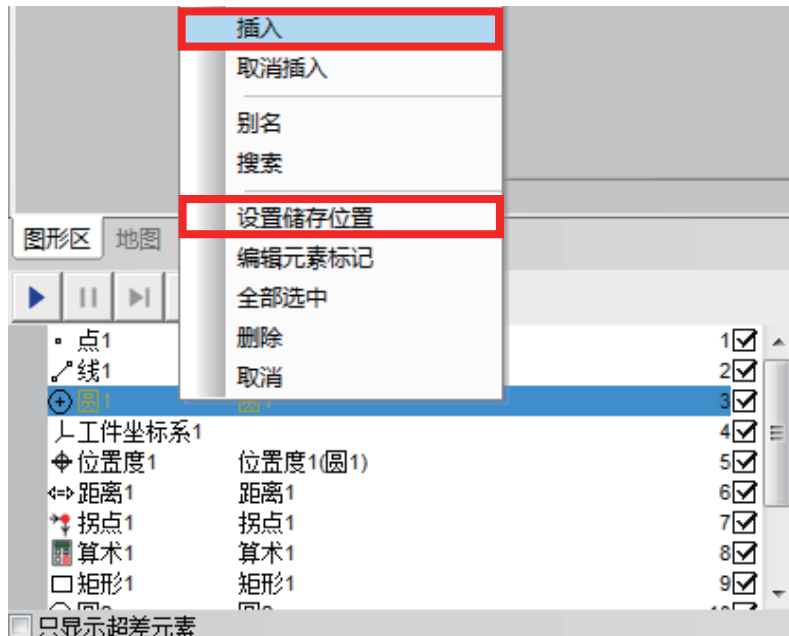 插入
取消插入
别名
搜索
设置储存位置
编辑元素标记
全部选中
删除
取消
图形区 地图
点1 1
线1 2
圆1 圆1 3
工件坐标系1 4
位置度1 位置度1(圆1) 5
距离1 距离1 6
拐点1 拐点1 7
算术1 算术1 8
矩形1 矩形1 9
只显示超差元素